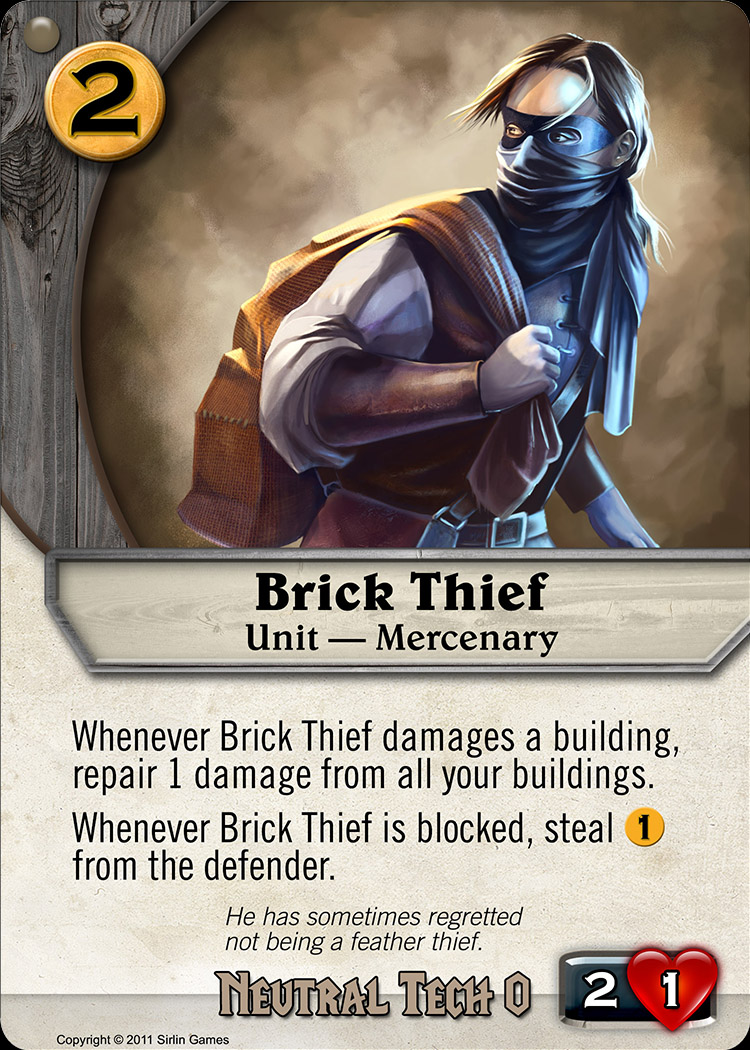 2
Brick Thief
Unit — Mercenary
Whenever Brick Thief damages a building,
repair 1 damage from all your buildings.
Whenever Brick Thief is blocked, steal 1
from the defender.
He has sometimes regretted
not being a feather thief.
Neutral Tech 0
2 1
Copyright © 2011 Sirlin Games